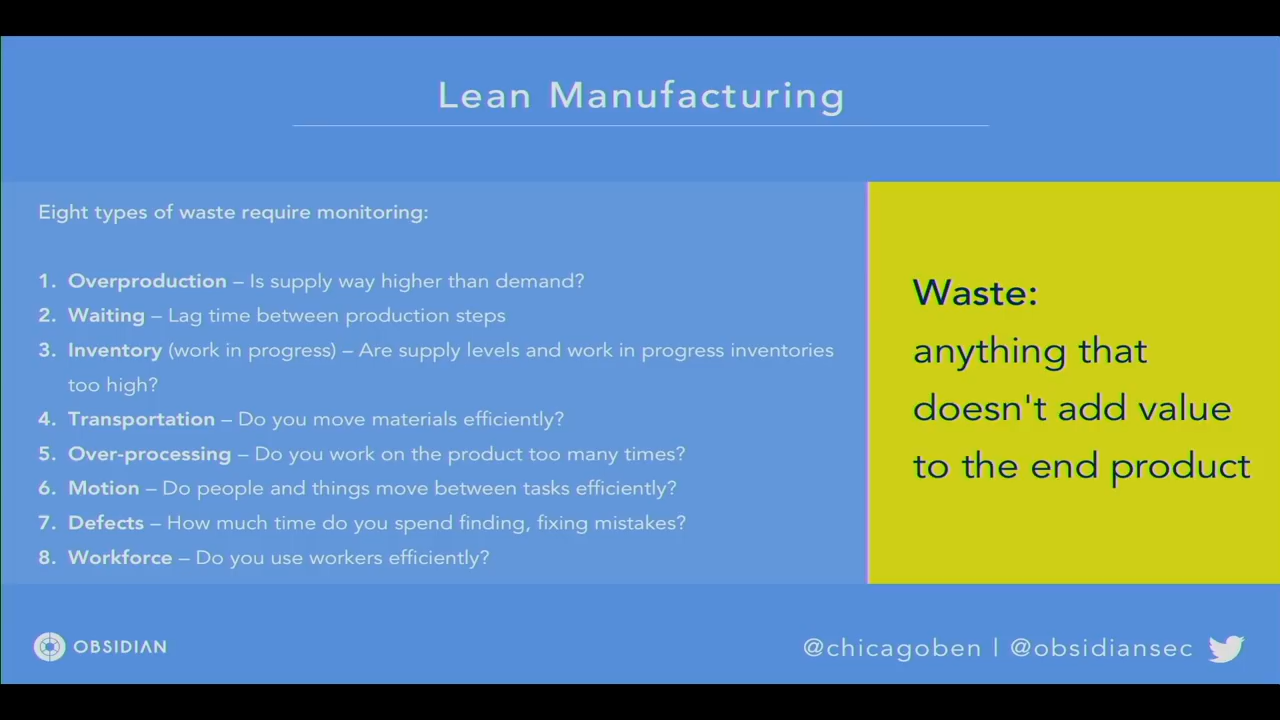 Lean Manufacturing
Eight types of waste require monitoring:
1. Overproduction – Is supply way higher than demand?
2. Waiting – Lag time between production steps
3. Inventory (work in progress) – Are supply levels and work in progress inventories
too high?
4. Transportation – Do you move materials efficiently?
5. Over-processing – Do you work on the product too many times?
6. Motion – Do people and things move between tasks efficiently?
7. Defects – How much time do you spend finding, fixing mistakes?
8. Workforce – Do you use workers efficiently?
Waste:
anything that
doesn't add value
to the end product
OBSIDIAN
@chicagoben | @obsidiansec